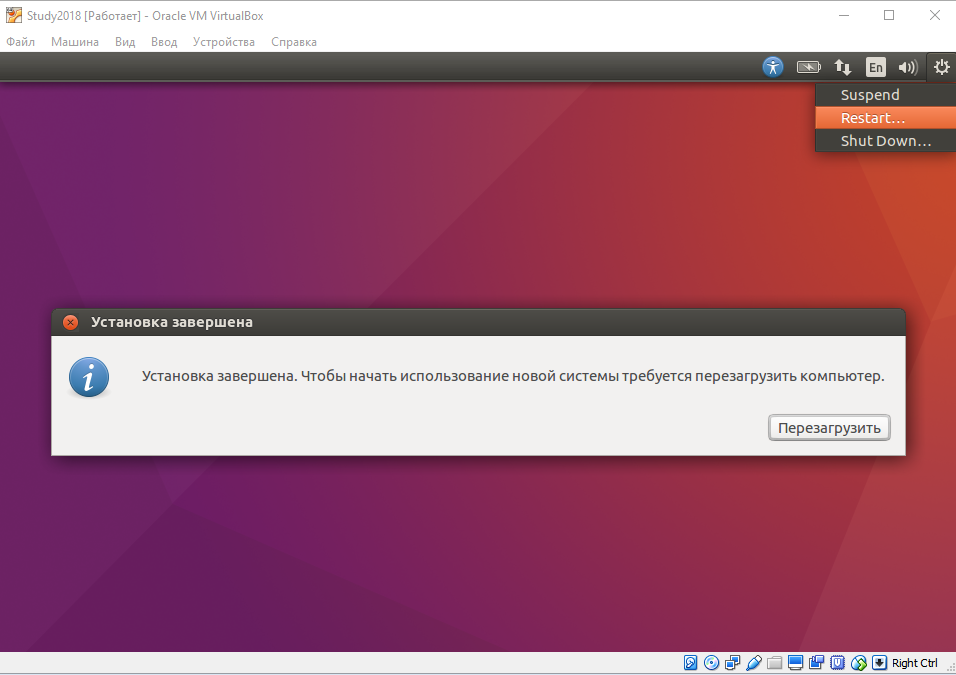 Study2018 [Работает] - Oracle VM VirtualBox
Файл Машина Вид Ввод Устройства Справка
En
Suspend
Restart...
Shut Down...
Установка завершена
Установка завершена. Чтобы начать использование новой системы требуется перезагрузить компьютер.
Перезагрузить
Right Ctrl